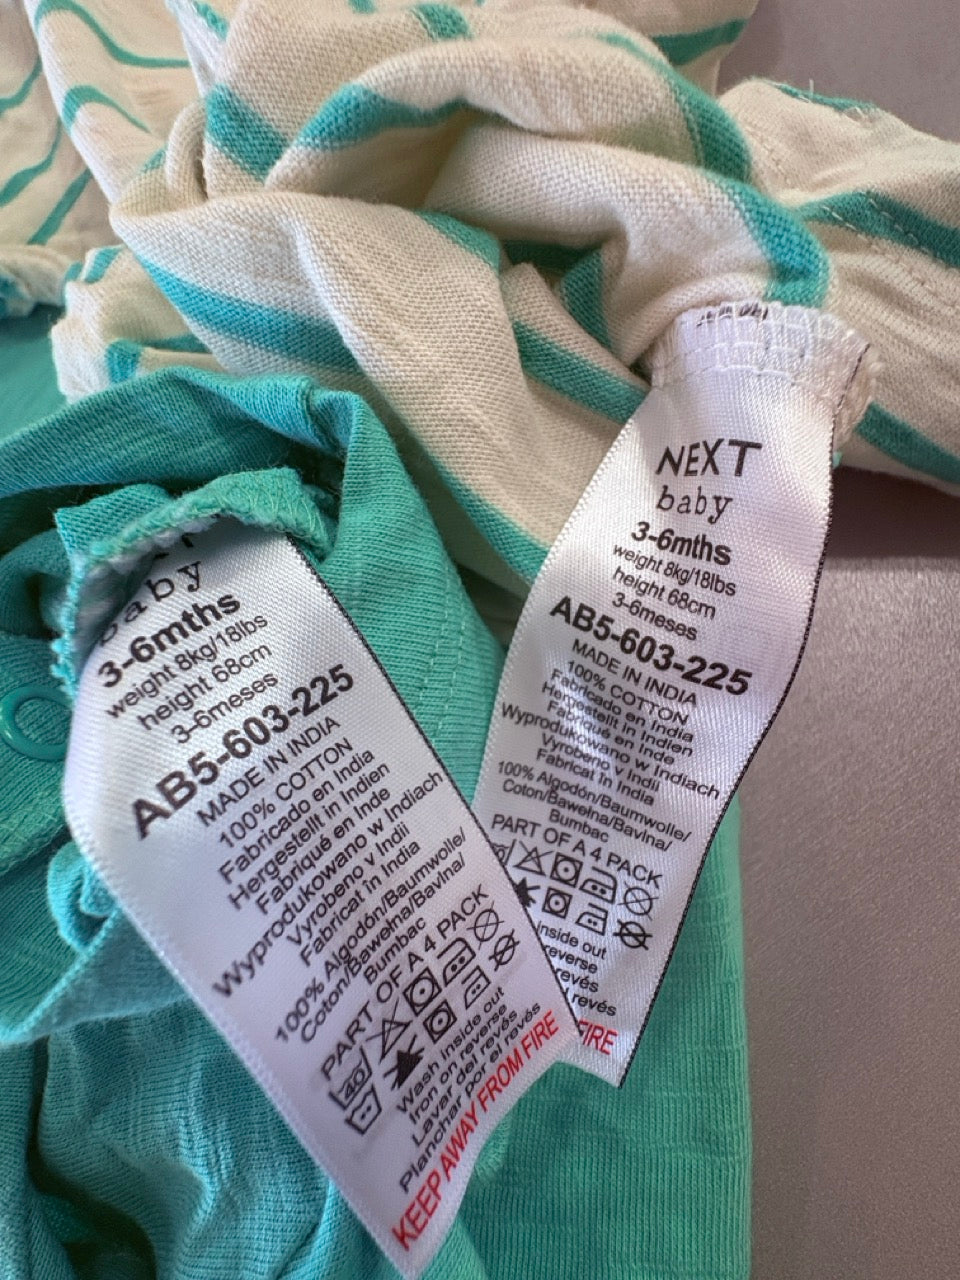 baby
3-6mths
weight 8kg/18lbs
height 68cm
3-6meses
AB5-603-225
MADE IN INDIA
100% COTTON
Fabricado en India
Hergestellt in Indien
Fabriqué en Inde
Wyprodukowano w Indiach
Vyrobeno v Indii
Fabricat în India
100% Algodón/Baumwolle/
Coton/Bawełna/Bavlna/
Bumbac
PART OF A 4 PACK
40
Wash inside out
Iron on reverse
Lavar del revés
Planchar por el revés
KEEP AWAY FROM FIRE
NEXT
baby
3-6mths
weight 8kg/18lbs
height 68cm
3-6meses
AB5-603-225
MADE IN INDIA
100% COTTON
Fabricado en India
Hergestellt in Indien
Fabriqué en Inde
Wyprodukowano w Indiach
Vyrobeno v Indii
Fabricat în India
100% Algodón/Baumwolle/
Coton/Bawełna/Bavlna/
Bumbac
PART OF A 4 PACK
inside out
reverse
revés
revés
FIRE